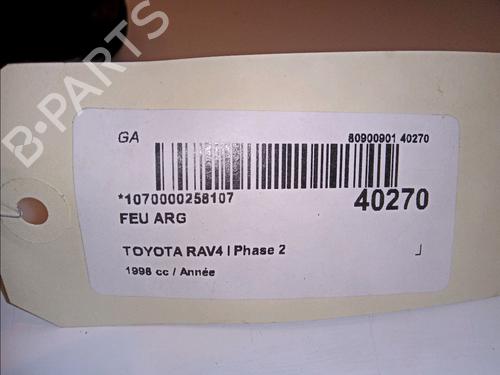 B-PARTS
GA
80900901 40270
*1070000258107
40270
FEU ARG
TOYOTA RAV4 I Phase 2
1998 cc / Année